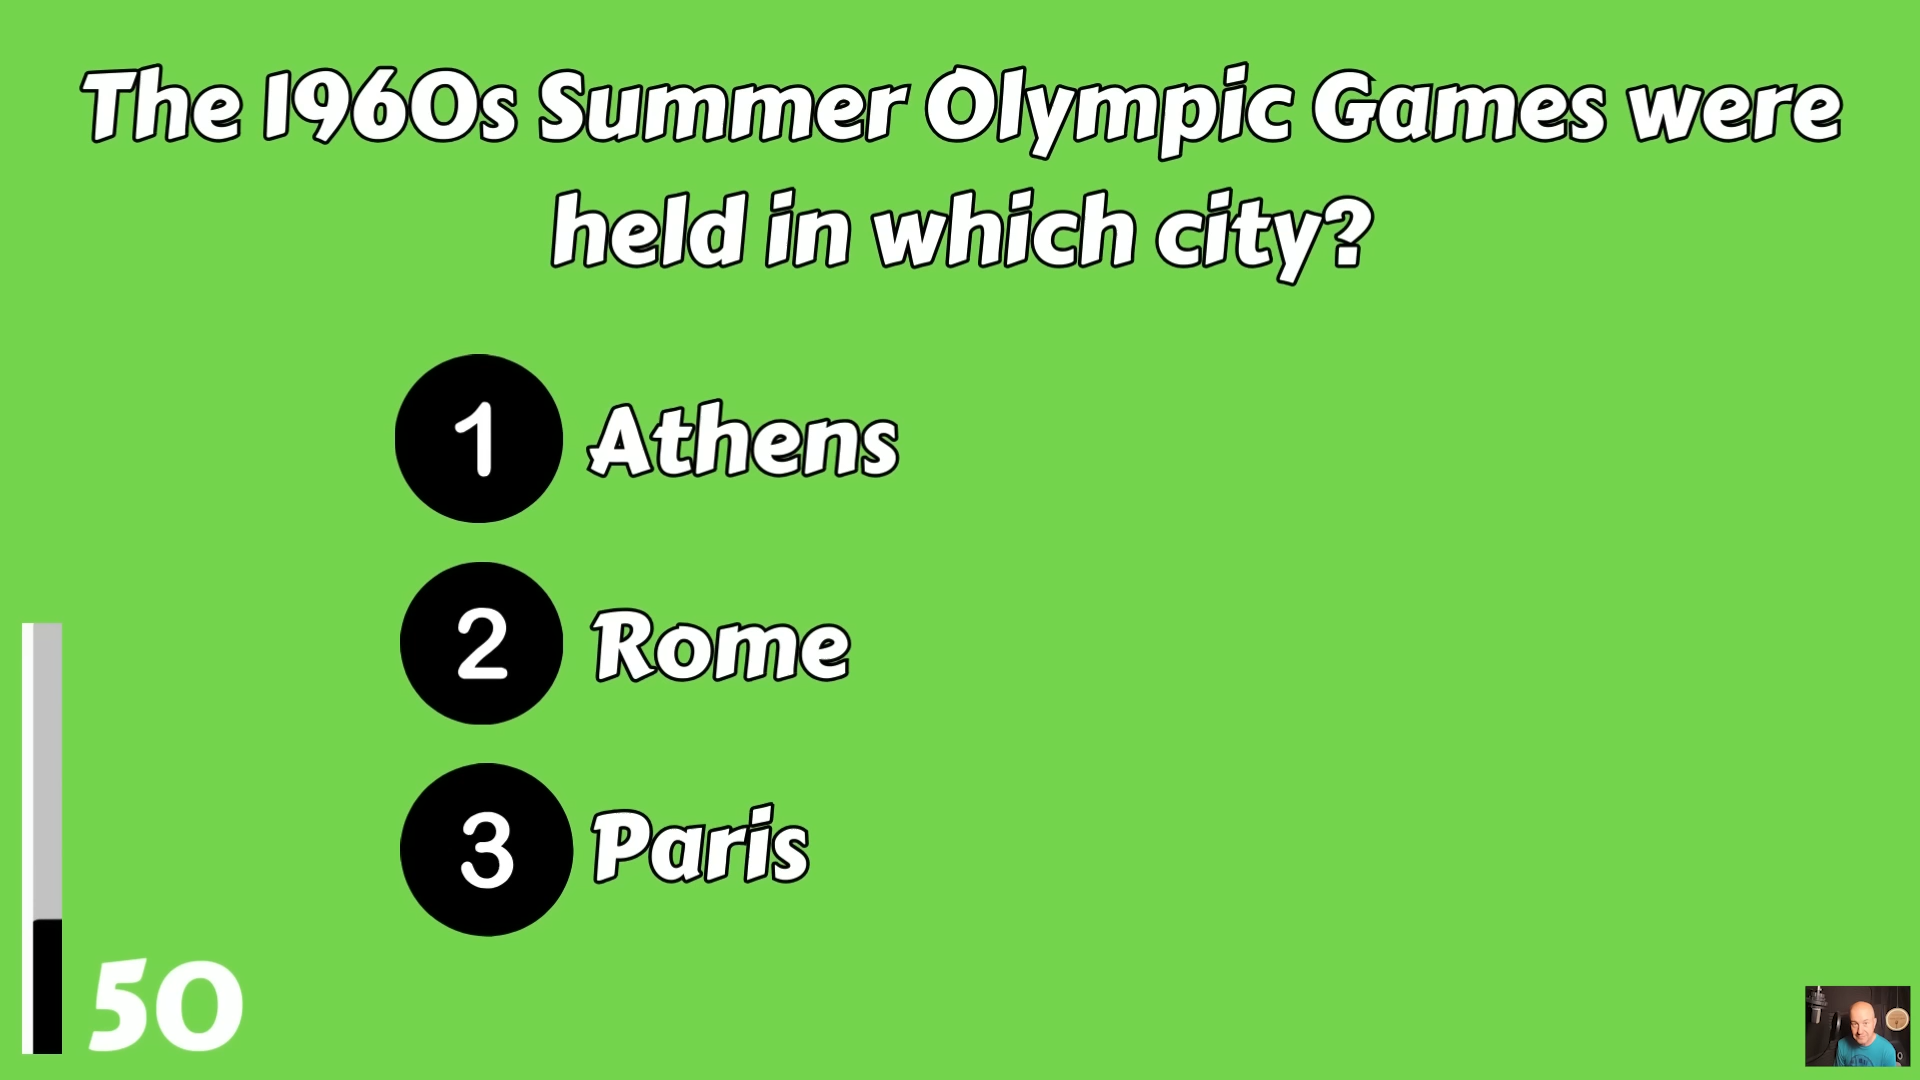 The 1960s Summer Olympic Games were
held in which city?
1 Athens
2 Rome
3 Paris
50